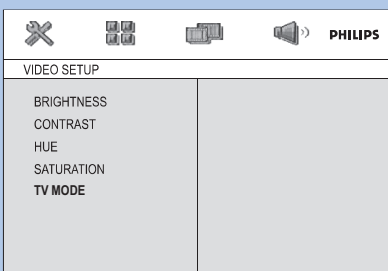 PHILIPS
VIDEO SETUP
BRIGHTNESS
CONTRAST
HUE
SATURATION
TV MODE